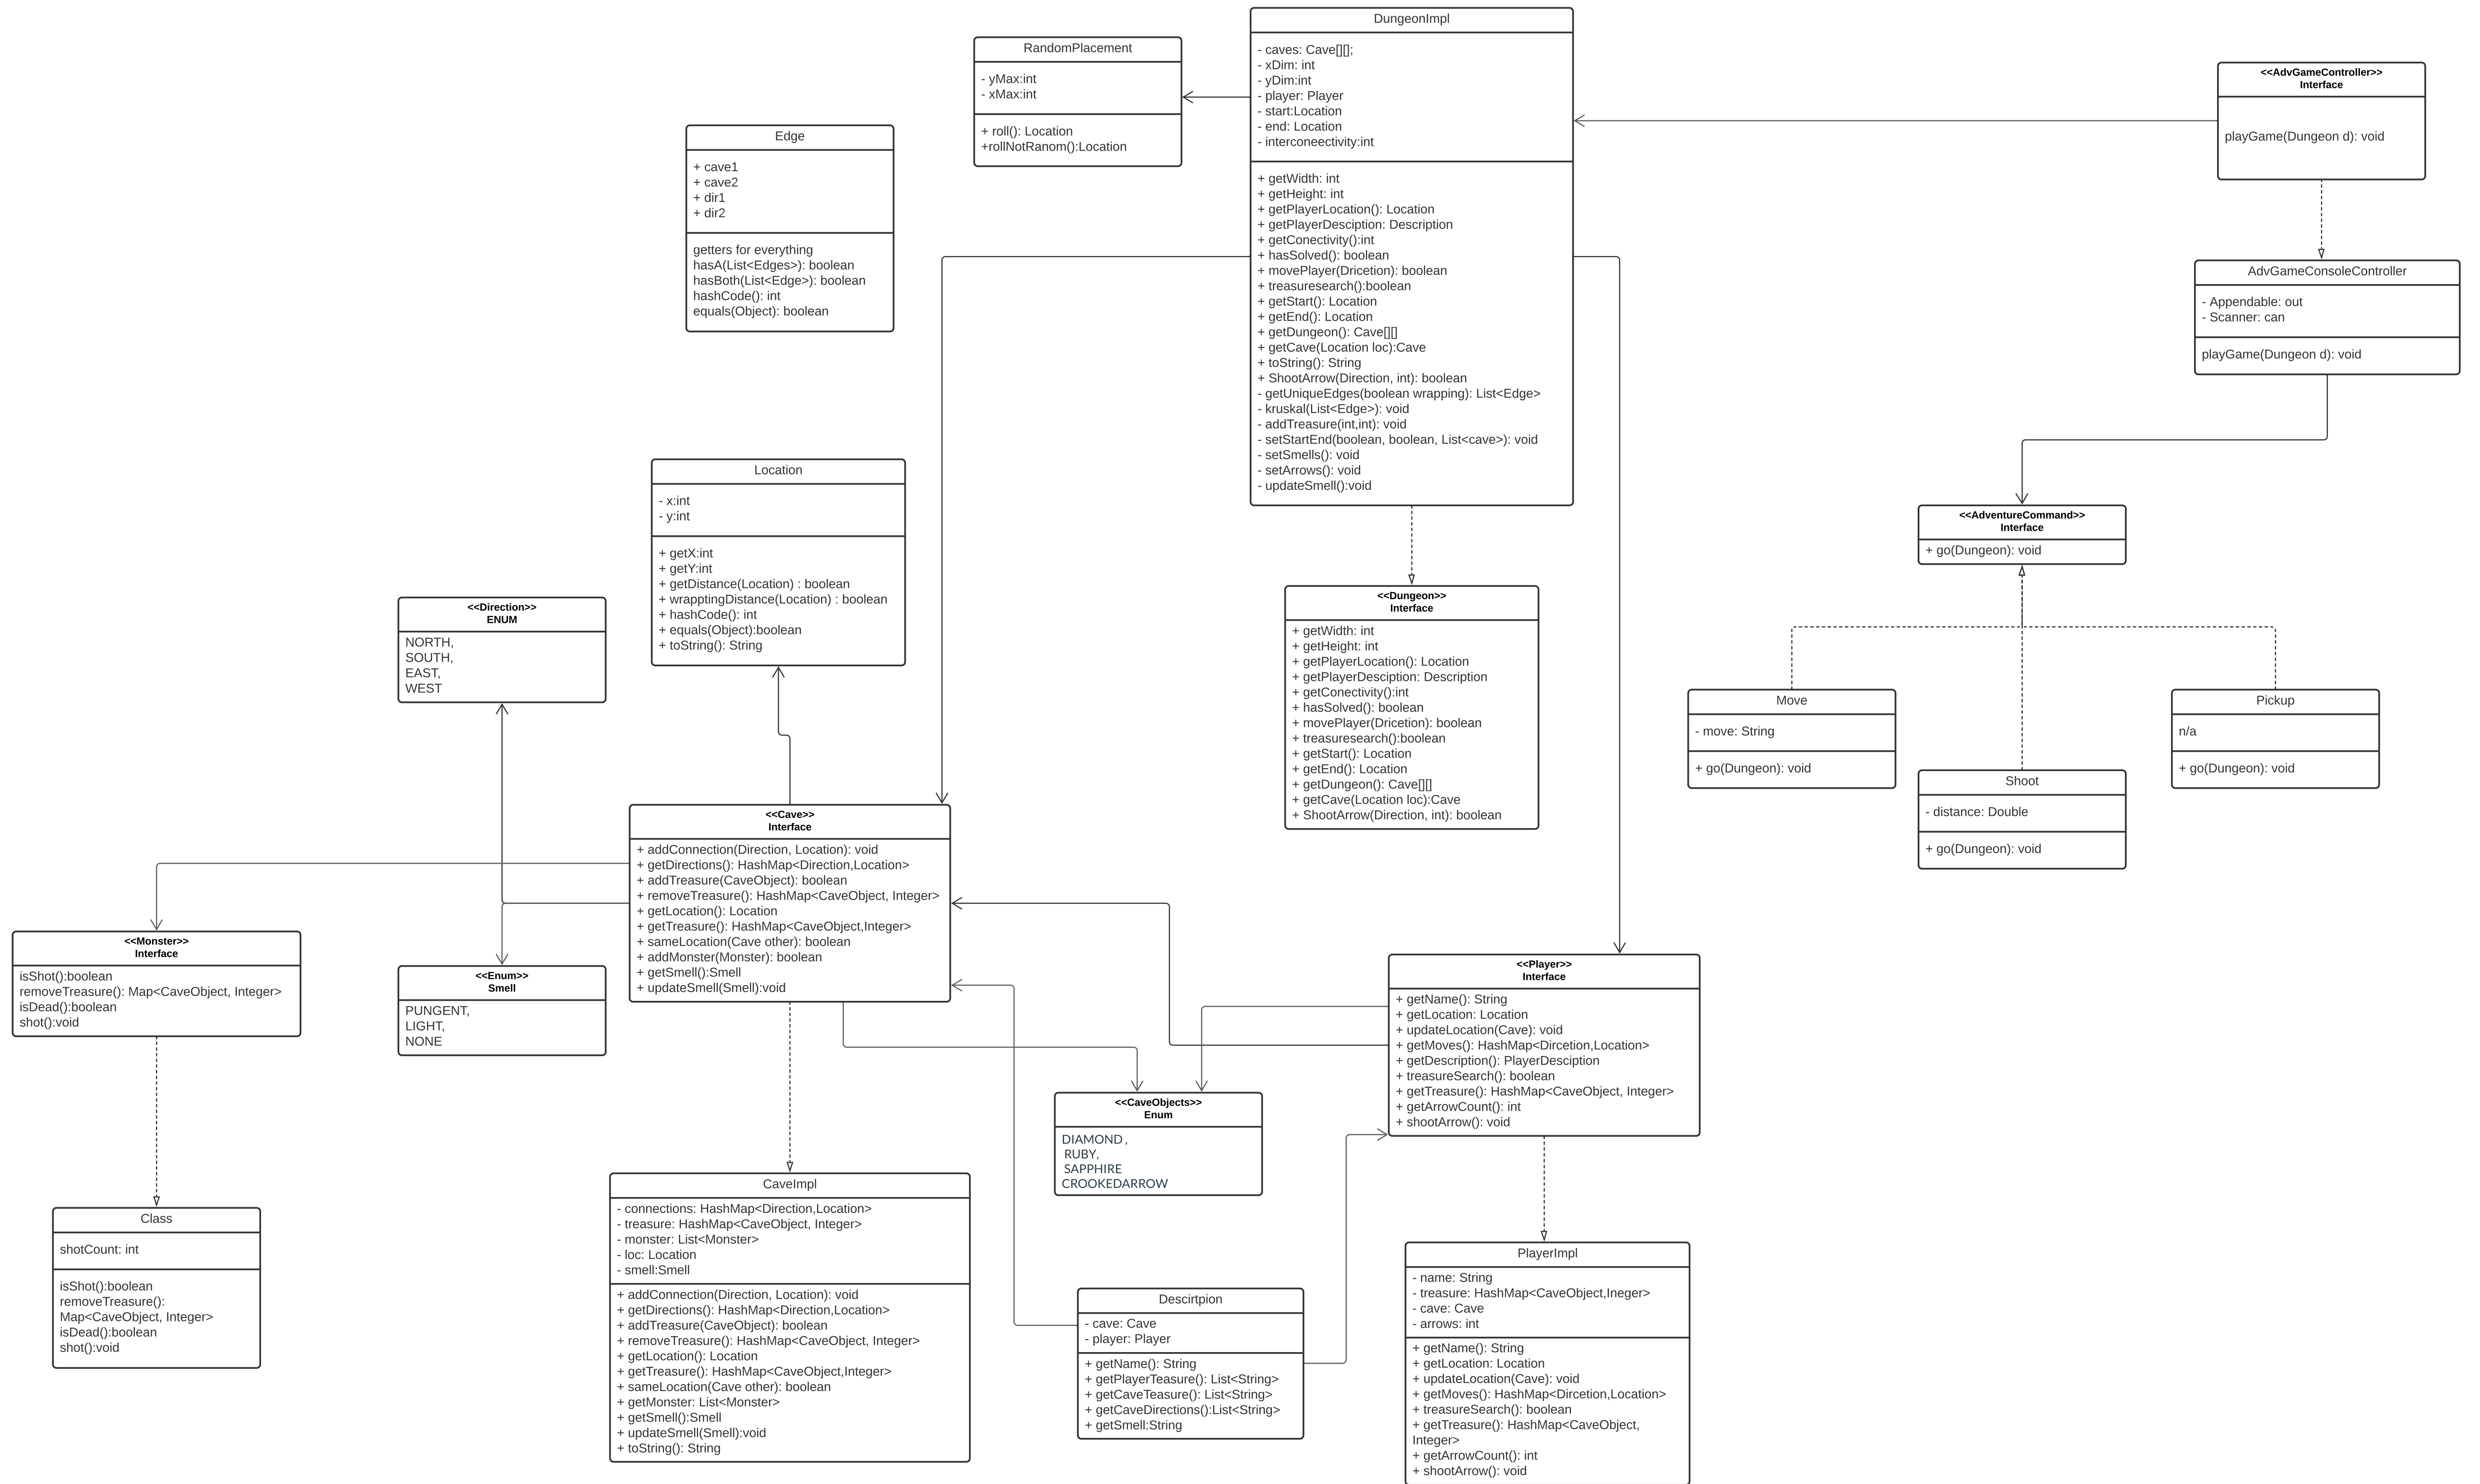 DungeonImpl
- caves: Cave[][];
- xDim: int
- yDim:int
- player: Player
- start:Location
- end: Location
- interconeectivity:int
+ getWidth: int
+ getHeight: int
+ getPlayerLocation(): Location
+ getPlayerDesciption: Description
+ getConectivity():int
+ hasSolved(): boolean
+ movePlayer(Dricetion): boolean
+ treasuresearch():boolean
+ getStart(): Location
+ getEnd(): Location
+ getDungeon(): Cave[][]
+ getCave(Location loc):Cave
+ toString(): String
+ ShootArrow(Direction, int): boolean
- getUniqueEdges(boolean wrapping): List<Edge>
- kruskal(List<Edge>): void
- addTreasure(int,int): void
- setStartEnd(boolean, boolean, List<cave>): void
- setSmells(): void
- setArrows(): void
- updateSmell():void
RandomPlacement
- yMax:int
- xMax:int
+ roll(): Location
+rollNotRanom():Location
<<AdvGameController>>
Interface
playGame(Dungeon d): void
Edge
+ cave1
+ cave2
+ dir1
+ dir2
getters for everything
hasA(List<Edges>): boolean
hasBoth(List<Edge>): boolean
hashCode(): int
equals(Object): boolean
AdvGameConsoleController
- Appendable: out
- Scanner: can
playGame(Dungeon d): void
Location
- x:int
- y:int
+ getX:int
+ getY:int
+ getDistance(Location) : boolean
+ wrapptingDistance(Location) : boolean
+ hashCode(): int
+ equals(Object):boolean
+ toString(): String
<<AdventureCommand>>
Interface
+ go(Dungeon): void
<<Dungeon>>
Interface
+ getWidth: int
+ getHeight: int
+ getPlayerLocation(): Location
+ getPlayerDesciption: Description
+ getConectivity():int
+ hasSolved(): boolean
+ movePlayer(Dricetion): boolean
+ treasuresearch():boolean
+ getStart(): Location
+ getEnd(): Location
+ getDungeon(): Cave[][]
+ getCave(Location loc):Cave
+ ShootArrow(Direction, int): boolean
<<Direction>>
ENUM
NORTH,
SOUTH,
EAST,
WEST
Move
- move: String
+ go(Dungeon): void
Pickup
n/a
+ go(Dungeon): void
Shoot
- distance: Double
+ go(Dungeon): void
<<Cave>>
Interface
+ addConnection(Direction, Location): void
+ getDirections(): HashMap<Direction,Location>
+ addTreasure(CaveObject): boolean
+ removeTreasure(): HashMap<CaveObject, Integer>
+ getLocation(): Location
+ getTreasure(): HashMap<CaveObject,Integer>
+ sameLocation(Cave other): boolean
+ addMonster(Monster): boolean
+ getSmell():Smell
+ updateSmell(Smell):void
<<Monster>>
Interface
isShot():boolean
removeTreasure(): Map<CaveObject, Integer>
isDead():boolean
shot():void
<<Enum>>
Smell
PUNGENT,
LIGHT,
NONE
<<Player>>
Interface
+ getName(): String
+ getLocation: Location
+ updateLocation(Cave): void
+ getMoves(): HashMap<Dircetion,Location>
+ getDescription(): PlayerDesciption
+ treasureSearch(): boolean
+ getTreasure(): HashMap<CaveObject, Integer>
+ getArrowCount(): int
+ shootArrow(): void
<<CaveObjects>>
Enum
DIAMOND ,
RUBY,
SAPPHIRE
CROOKEDARROW
CaveImpl
- connections: HashMap<Direction,Location>
- treasure: HashMap<CaveObject, Integer>
- monster: List<Monster>
- loc: Location
- smell:Smell
+ addConnection(Direction, Location): void
+ getDirections(): HashMap<Direction,Location>
+ addTreasure(CaveObject): boolean
+ removeTreasure(): HashMap<CaveObject, Integer>
+ getLocation(): Location
+ getTreasure(): HashMap<CaveObject,Integer>
+ sameLocation(Cave other): boolean
+ getMonster: List<Monster>
+ getSmell():Smell
+ updateSmell(Smell):void
+ toString(): String
Class
shotCount: int
isShot():boolean
removeTreasure():
Map<CaveObject, Integer>
isDead():boolean
shot():void
Descirtpion
- cave: Cave
- player: Player
+ getName(): String
+ getPlayerTeasure(): List<String>
+ getCaveTeasure(): List<String>
+ getCaveDirections():List<String>
+ getSmell:String
PlayerImpl
- name: String
- treasure: HashMap<CaveObject,Ineger>
- cave: Cave
- arrows: int
+ getName(): String
+ getLocation: Location
+ updateLocation(Cave): void
+ getMoves(): HashMap<Dircetion,Location>
+ treasureSearch(): boolean
+ getTreasure(): HashMap<CaveObject,
Integer>
+ getArrowCount(): int
+ shootArrow(): void